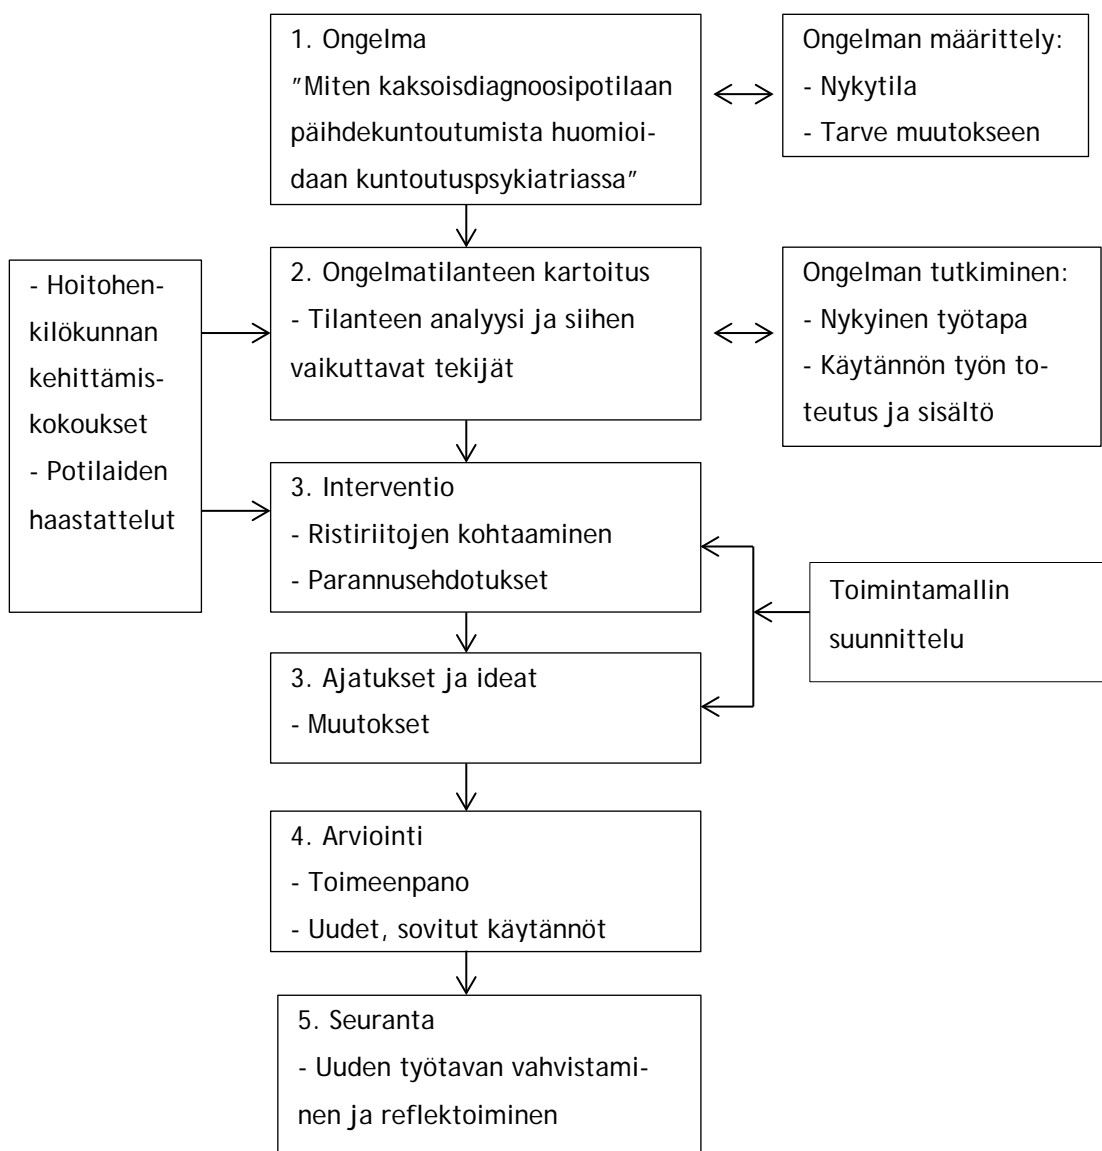 1. Ongelma
"Miten kaksoisdiagnoosipotilaan
päihdekuntoutumista huomioi-
daan kuntoutuspsykiatriassa"
Ongelman määrittely:
- Nykytila
- Tarve muutokseen
- Hoitohen-
kilökunnan
kehittämis-
kokoukset
- Potilaiden
haastattelut
2. Ongelmatilanteen kartoitus
- Tilanteen analyysi ja siihen
vaikuttavat tekijät
Ongelman tutkiminen:
- Nykyinen työtapa
- Käytännön työn to-
teutus ja sisältö
3. Interventio
- Ristiriitojen kohtaaminen
- Parannusehdotukset
Toimintamallin
suunnittelu
3. Ajatukset ja ideat
- Muutokset
4. Arviointi
- Toimeenpano
- Uudet, sovitut käytännöt
5. Seuranta
- Uuden työtavan vahvistami-
nen ja reflektoiminen